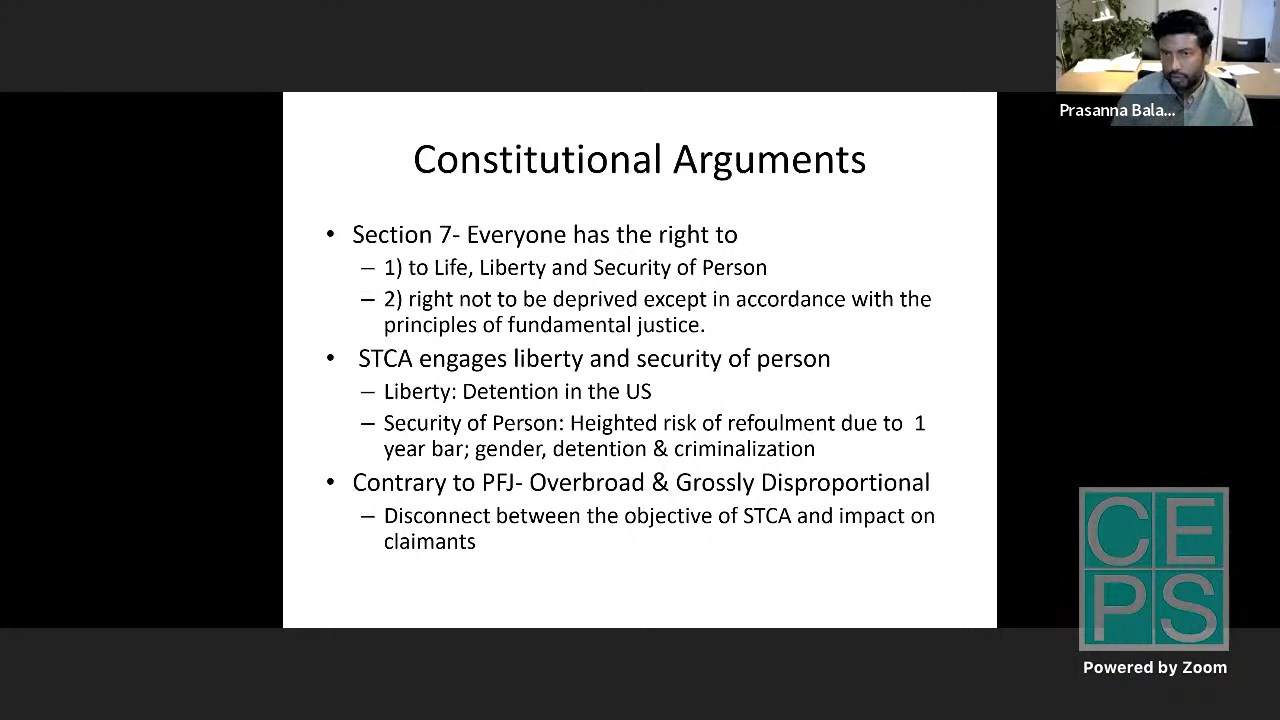 Prasanna Bala...
Constitutional Arguments
• Section 7- Everyone has the right to
– 1) to Life, Liberty and Security of Person
– 2) right not to be deprived except in accordance with the
principles of fundamental justice.
• STCA engages liberty and security of person
– Liberty: Detention in the US
– Security of Person: Heighted risk of refoulment due to 1
year bar; gender, detention & criminalization
• Contrary to PFJ- Overbroad & Grossly Disproportional
– Disconnect between the objective of STCA and impact on
claimants
CE
PS
Powered by Zoom